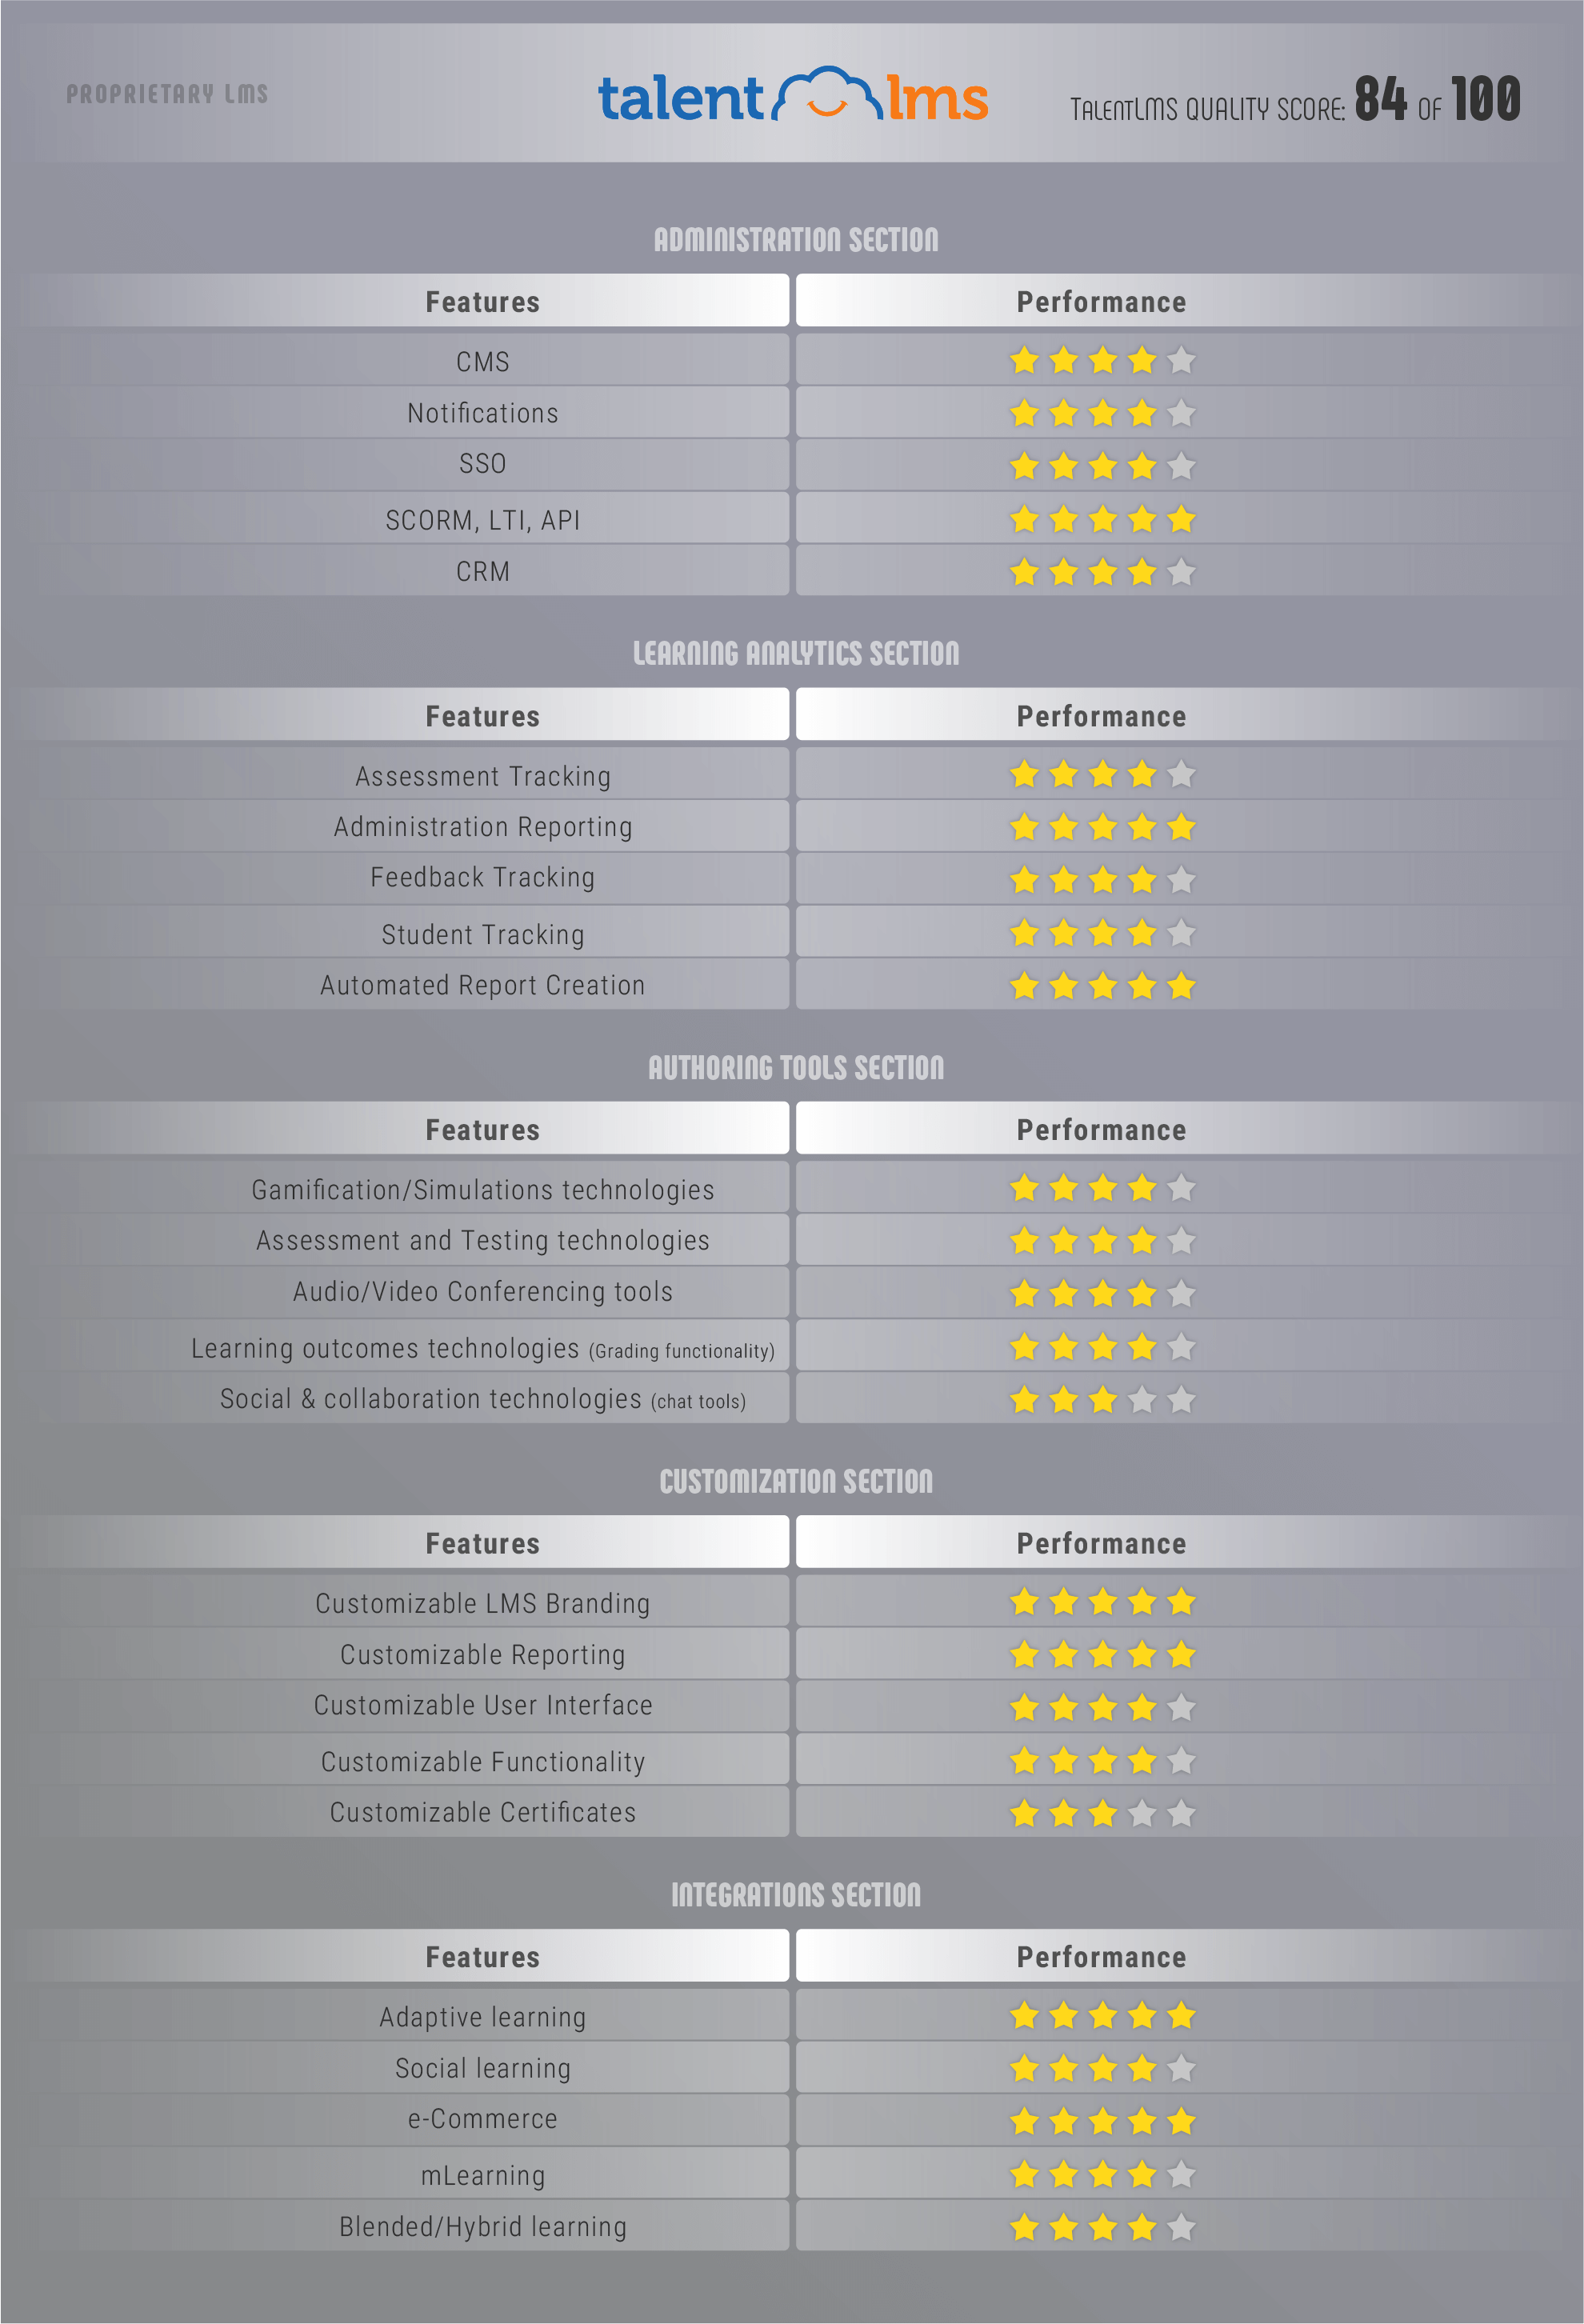 PROPRIETARY LMS
talent lms
TALENTLMS QUALITY SCORE: 84 OF 100
ADMINISTRATION SECTION
Features Performance
CMS
Notifications
SSO
SCORM, LTI, API
CRM
LEARNING ANALYTICS SECTION
Features Performance
Assessment Tracking
Administration Reporting
Feedback Tracking
Student Tracking
Automated Report Creation
AUTHORING TOOLS SECTION
Features Performance
Gamification/Simulations technologies
Assessment and Testing technologies
Audio/Video Conferencing tools
Learning outcomes technologies (Grading functionality)
Social & collaboration technologies (chat tools)
CUSTOMIZATION SECTION
Features Performance
Customizable LMS Branding
Customizable Reporting
Customizable User Interface
Customizable Functionality
Customizable Certificates
INTEGRATIONS SECTION
Features Performance
Adaptive learning
Social learning
e-Commerce
mLearning
Blended/Hybrid learning